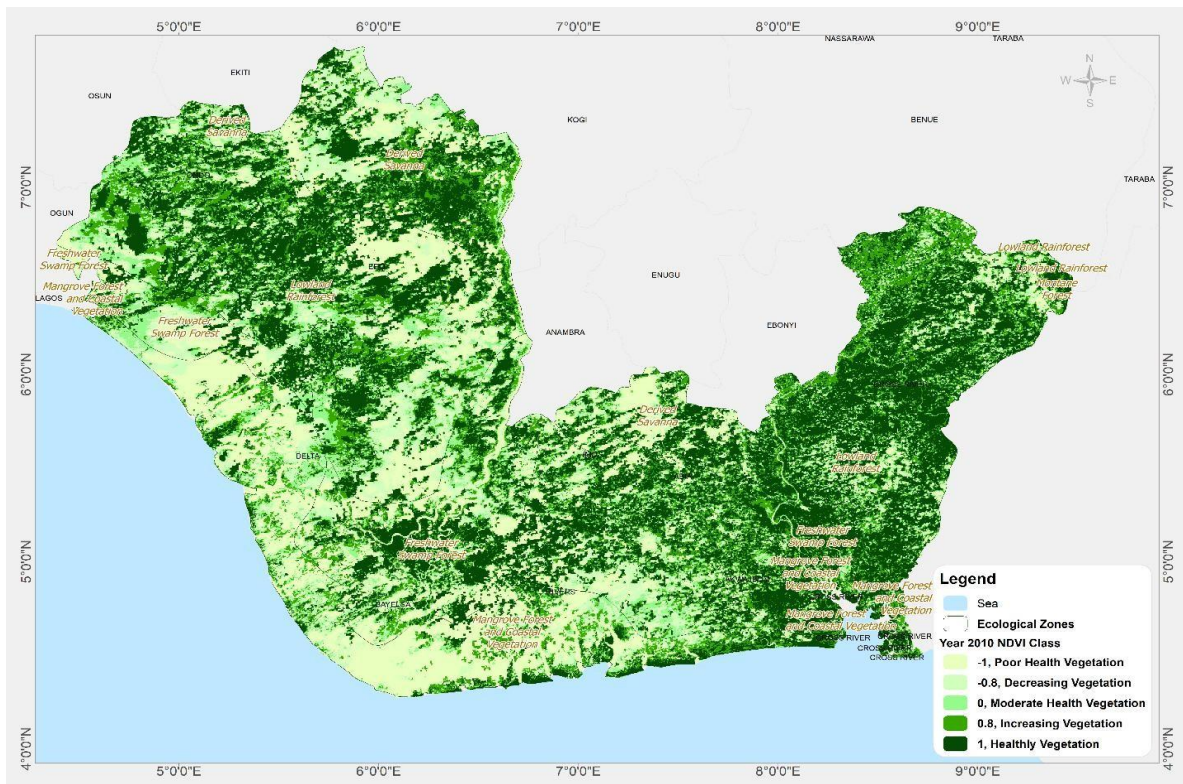 5°0'0"E 6°0'0"E 7°0'0"E 8°0'0"E 9°0'0"E
NASSARAWA
TARABA
N
W E
S
EKITI
OSUN
KOGI
BENUE
Derived
Savanna
Derived
Savanna
TARABA
7°0'0"N
7°0'0"N
OGUN
Freshwater
Swamp Forest
Lowland Rainforest
Lowland Rainforest
Montane
Forest
ENUGU
Mangrove Forest
and Coastal
Vegetation
LAGOS
Lowland
Rainforest
Freshwater
Swamp Forest
ANAMBRA
EBONYI
6°0'0"N
6°0'0"N
Derived
Savanna
DELTA
Lowland
Rainforest
Freshwater
Swamp Forest
Freshwater
Swamp Forest
5°0'0"N
5°0'0"N
Mangrove Forest
and Coastal
Vegetation
Mangrove Forest
and Coastal
Vegetation
BAYELSA
Mangrove Forest
and Coastal
Vegetation
Mangrove Forest
and Coastal Vegetation
CROSS RIVER
CROSS RIVER
Legend
Sea
Ecological Zones
Year 2010 NDVI Class
-1, Poor Health Vegetation
-0.8, Decreasing Vegetation
0, Moderate Health Vegetation
0.8, Increasing Vegetation
1, Healthly Vegetation
4°0'0"N
4°0'0"N
5°0'0"E 6°0'0"E 7°0'0"E 8°0'0"E 9°0'0"E